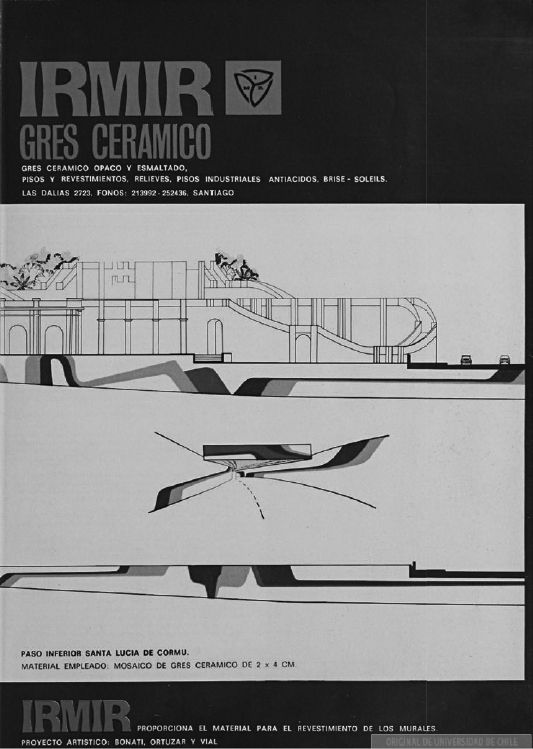 IRMIR
GRES CERAMICO
GRES CERAMICO OPACO Y ESMALTADO,
PISOS Y REVESTIMIENTOS, RELIEVES, PISOS INDUSTRIALES ANTIACIDOS, BRISE - SOLEILS.
LAS DALIAS 2723, FONOS: 213992 - 252436, SANTIAGO
PASO INFERIOR SANTA LUCIA DE CORMU.
MATERIAL EMPLEADO: MOSAICO DE GRES CERAMICO DE 2 x 4 CM.
IRMIR PROPORCIONA EL MATERIAL PARA EL REVESTIMIENTO DE LOS MURALES
PROYECTO ARTISTICO: BONATI, ORTUZAR Y VIAL
ORIGINAL DE UNIVERSIDAD DE CHILE